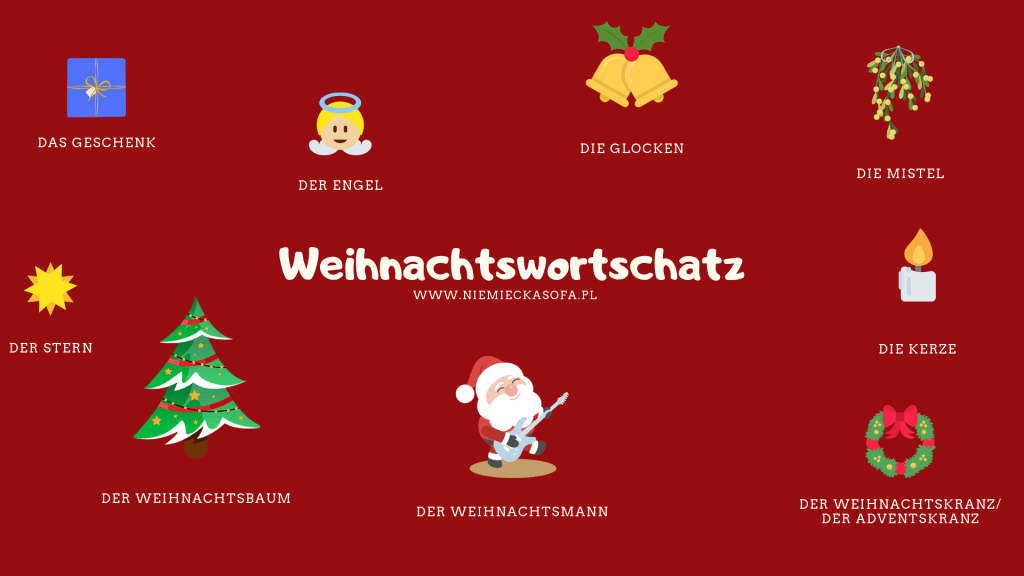 DAS GESCHENK
DER ENGEL
DIE GLOCKEN
DIE MISTEL
Weihnachtswortschatz
WWW.NIEMIECKASOFA.PL
DER STERN
DIE KERZE
DER WEIHNACHTSBAUM
DER WEIHNACHTSMANN
DER WEIHNACHTSKRANZ/
DER ADVENTSKRANZ